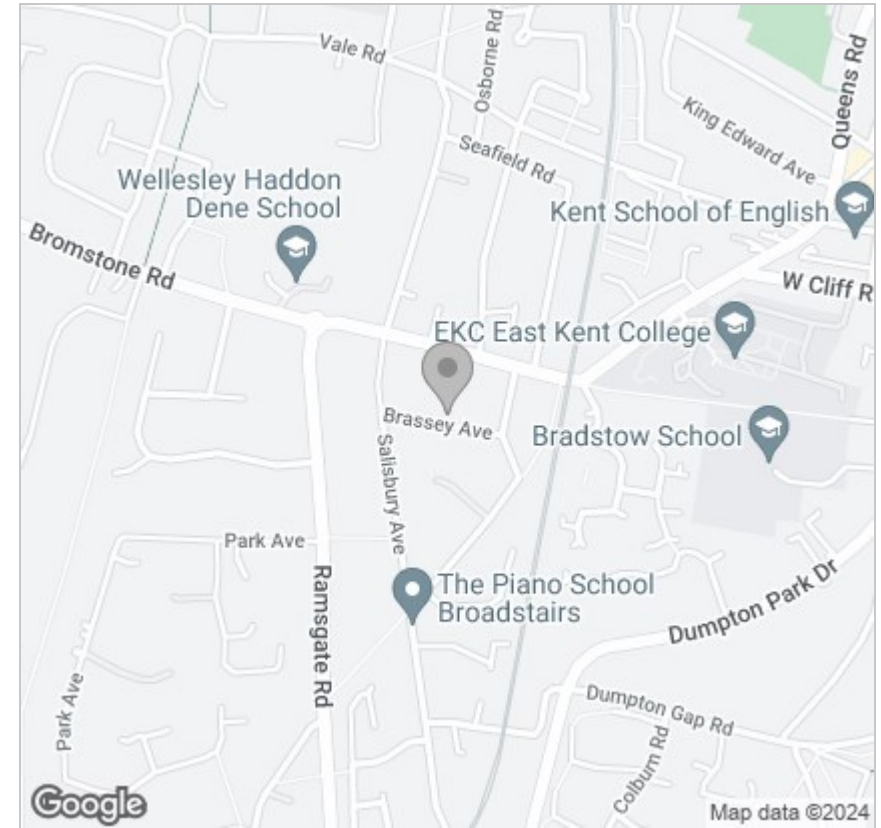 Vale Rd
Osborne Rd
Queens Rd
King Edward Ave
Seafield Rd
Wellesley Haddon
Dene School
Kent School of English
Bromstone Rd
W Cliff R
EKC East Kent College
Brassey Ave
Bradstow School
Salisbury Ave
Park Ave
Ramsgate Rd
The Piano School
Broadstairs
Dumpton Park Dr
Park Ave
Dumpton Gap Rd
Colburn Rd
Google
Map data ©2024